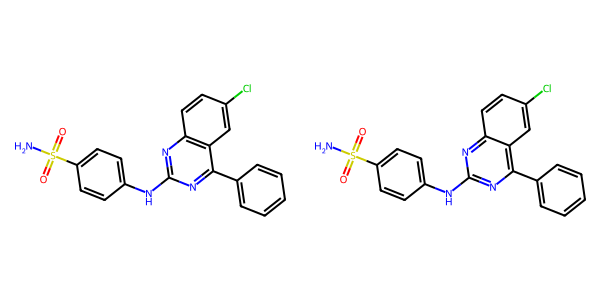 Cl Cl
O O
H₂N S N H₂N S N
O O
N N
N N
H H